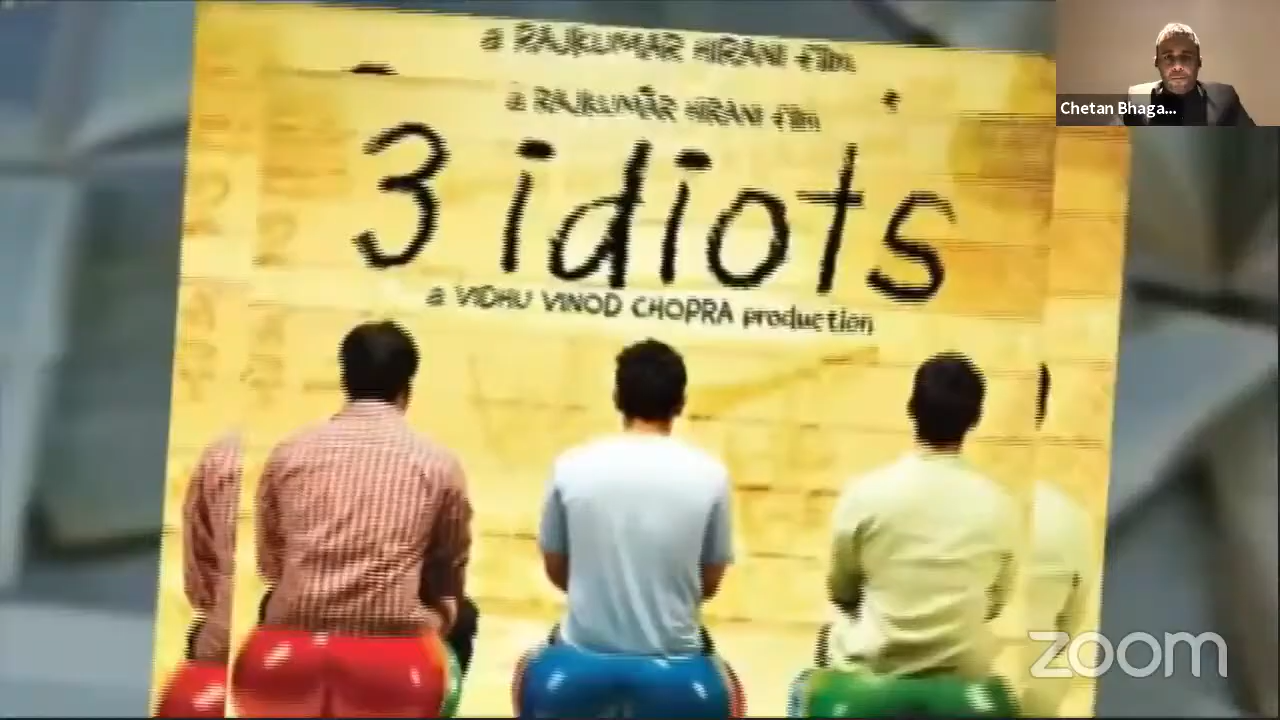 a RAJKUMAR HIRANI film
a RAJKUMAR HIRANI film
3 idiots
a VIDHU VINOD CHOPRA production
Chetan Bhaga...
zoom